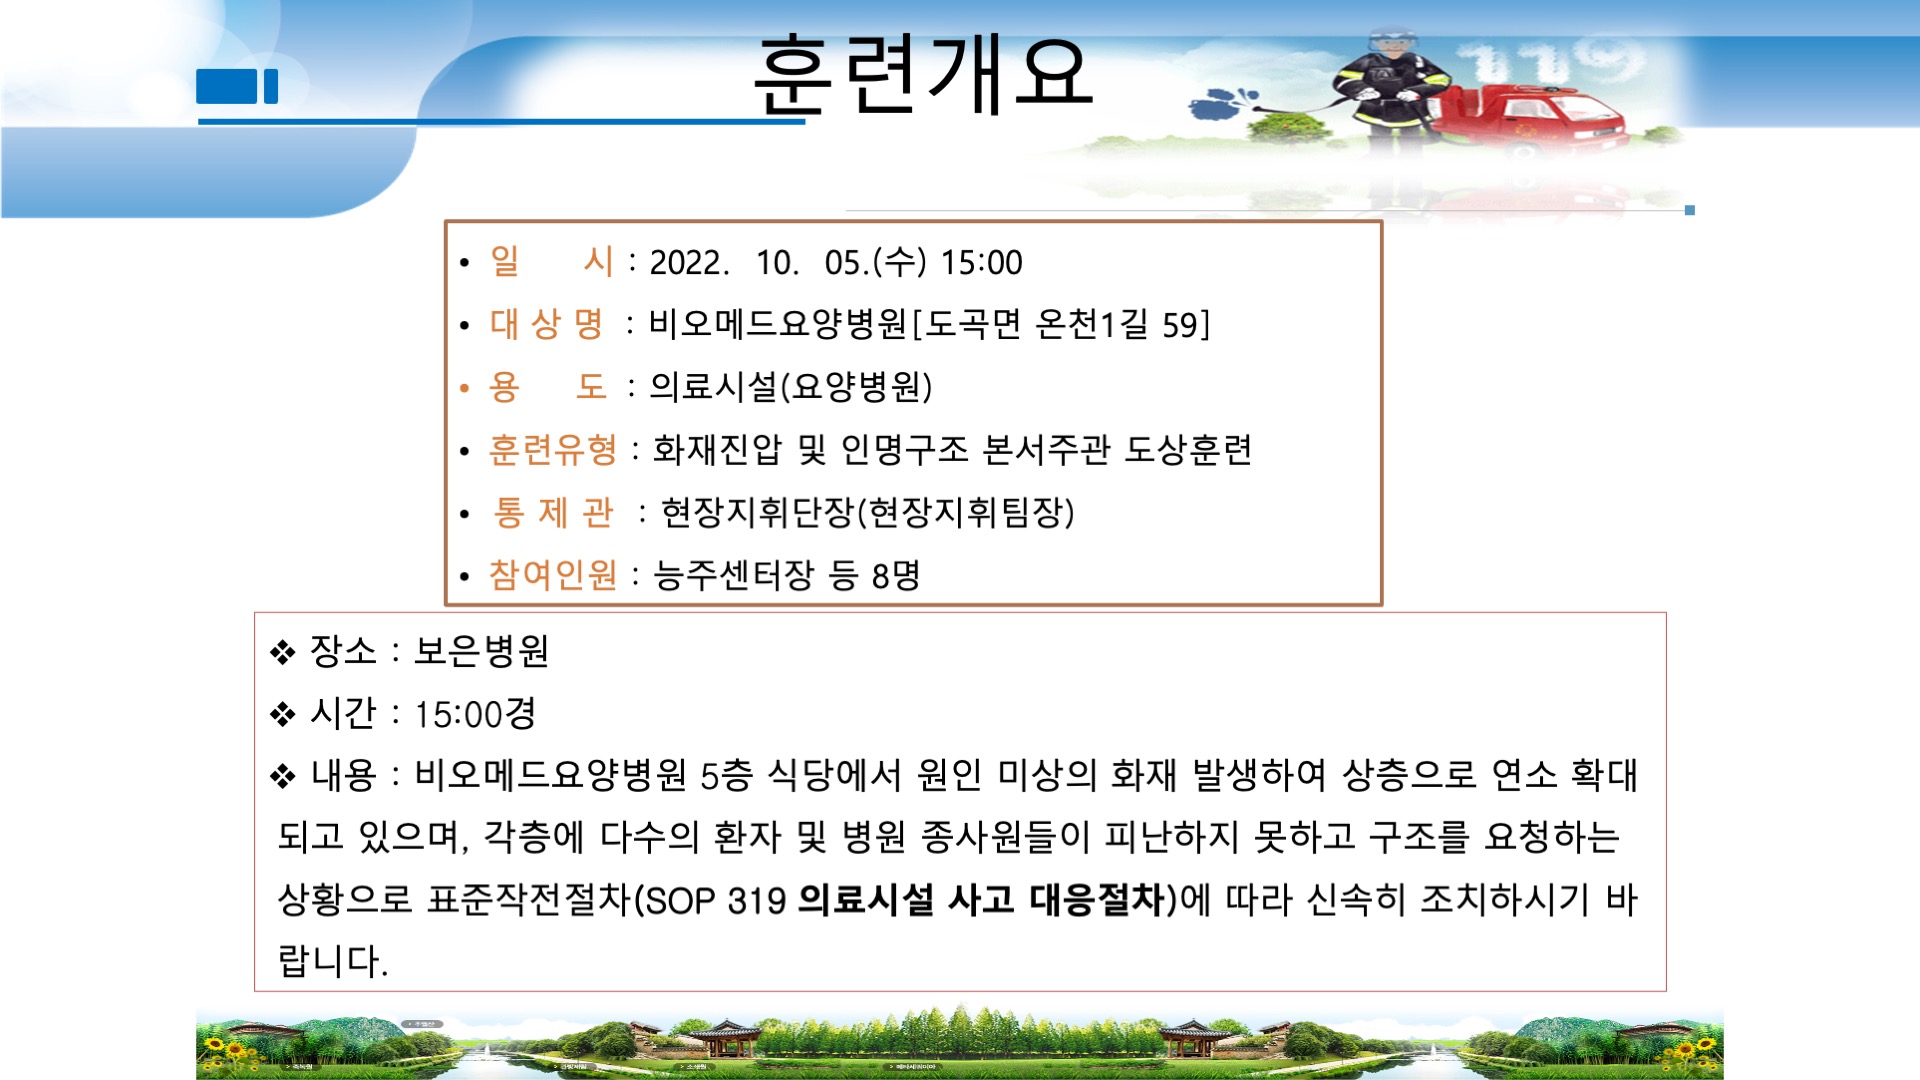 훈련개요
119
• 일 시 : 2022. 10. 05.(수) 15:00
• 대 상 명 : 비오메드요양병원[도곡면 온천1길 59]
• 용 도 : 의료시설(요양병원)
• 훈련유형 : 화재진압 및 인명구조 본서주관 도상훈련
• 통 제 관 : 현장지휘단장(현장지휘팀장)
• 참여인원 : 능주센터장 등 8명
❖ 장소 : 보은병원
❖ 시간 : 15:00경
❖ 내용 : 비오메드요양병원 5층 식당에서 원인 미상의 화재 발생하여 상층으로 연소 확대
되고 있으며, 각층에 다수의 환자 및 병원 종사원들이 피난하지 못하고 구조를 요청하는
상황으로 표준작전절차(SOP 319 의료시설 사고 대응절차)에 따라 신속히 조치하시기 바
랍니다.